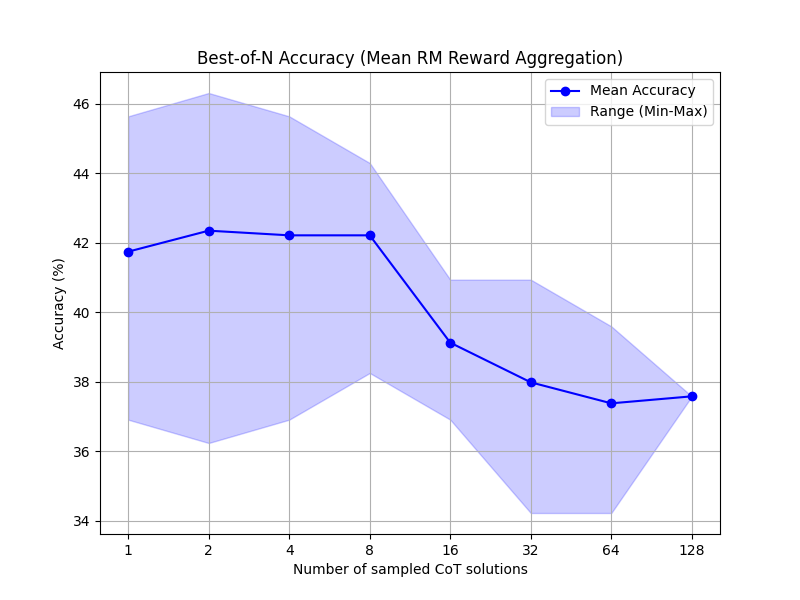 Best-of-N Accuracy (Mean RM Reward Aggregation)
Mean Accuracy
Range (Min-Max)
46
44
42
40
38
36
34
Accuracy (%)
1 2 4 8 16 32 64 128
Number of sampled CoT solutions